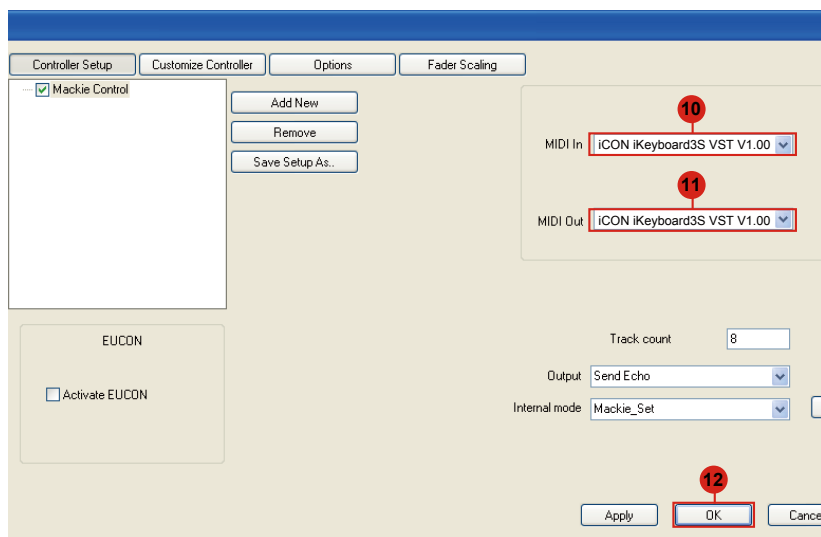 Controller Setup
Customize Controller
Options
Fader Scaling
Mackie Control
Add New
Remove
Save Setup As..
10
MIDI In
iCON iKeyboard3S VST V1.00
11
MIDI Out
iCON iKeyboard3S VST V1.00
EUCON
Activate EUCON
Track count
8
Output
Send Echo
Internal mode
Mackie_Set
12
Apply
OK
Cance